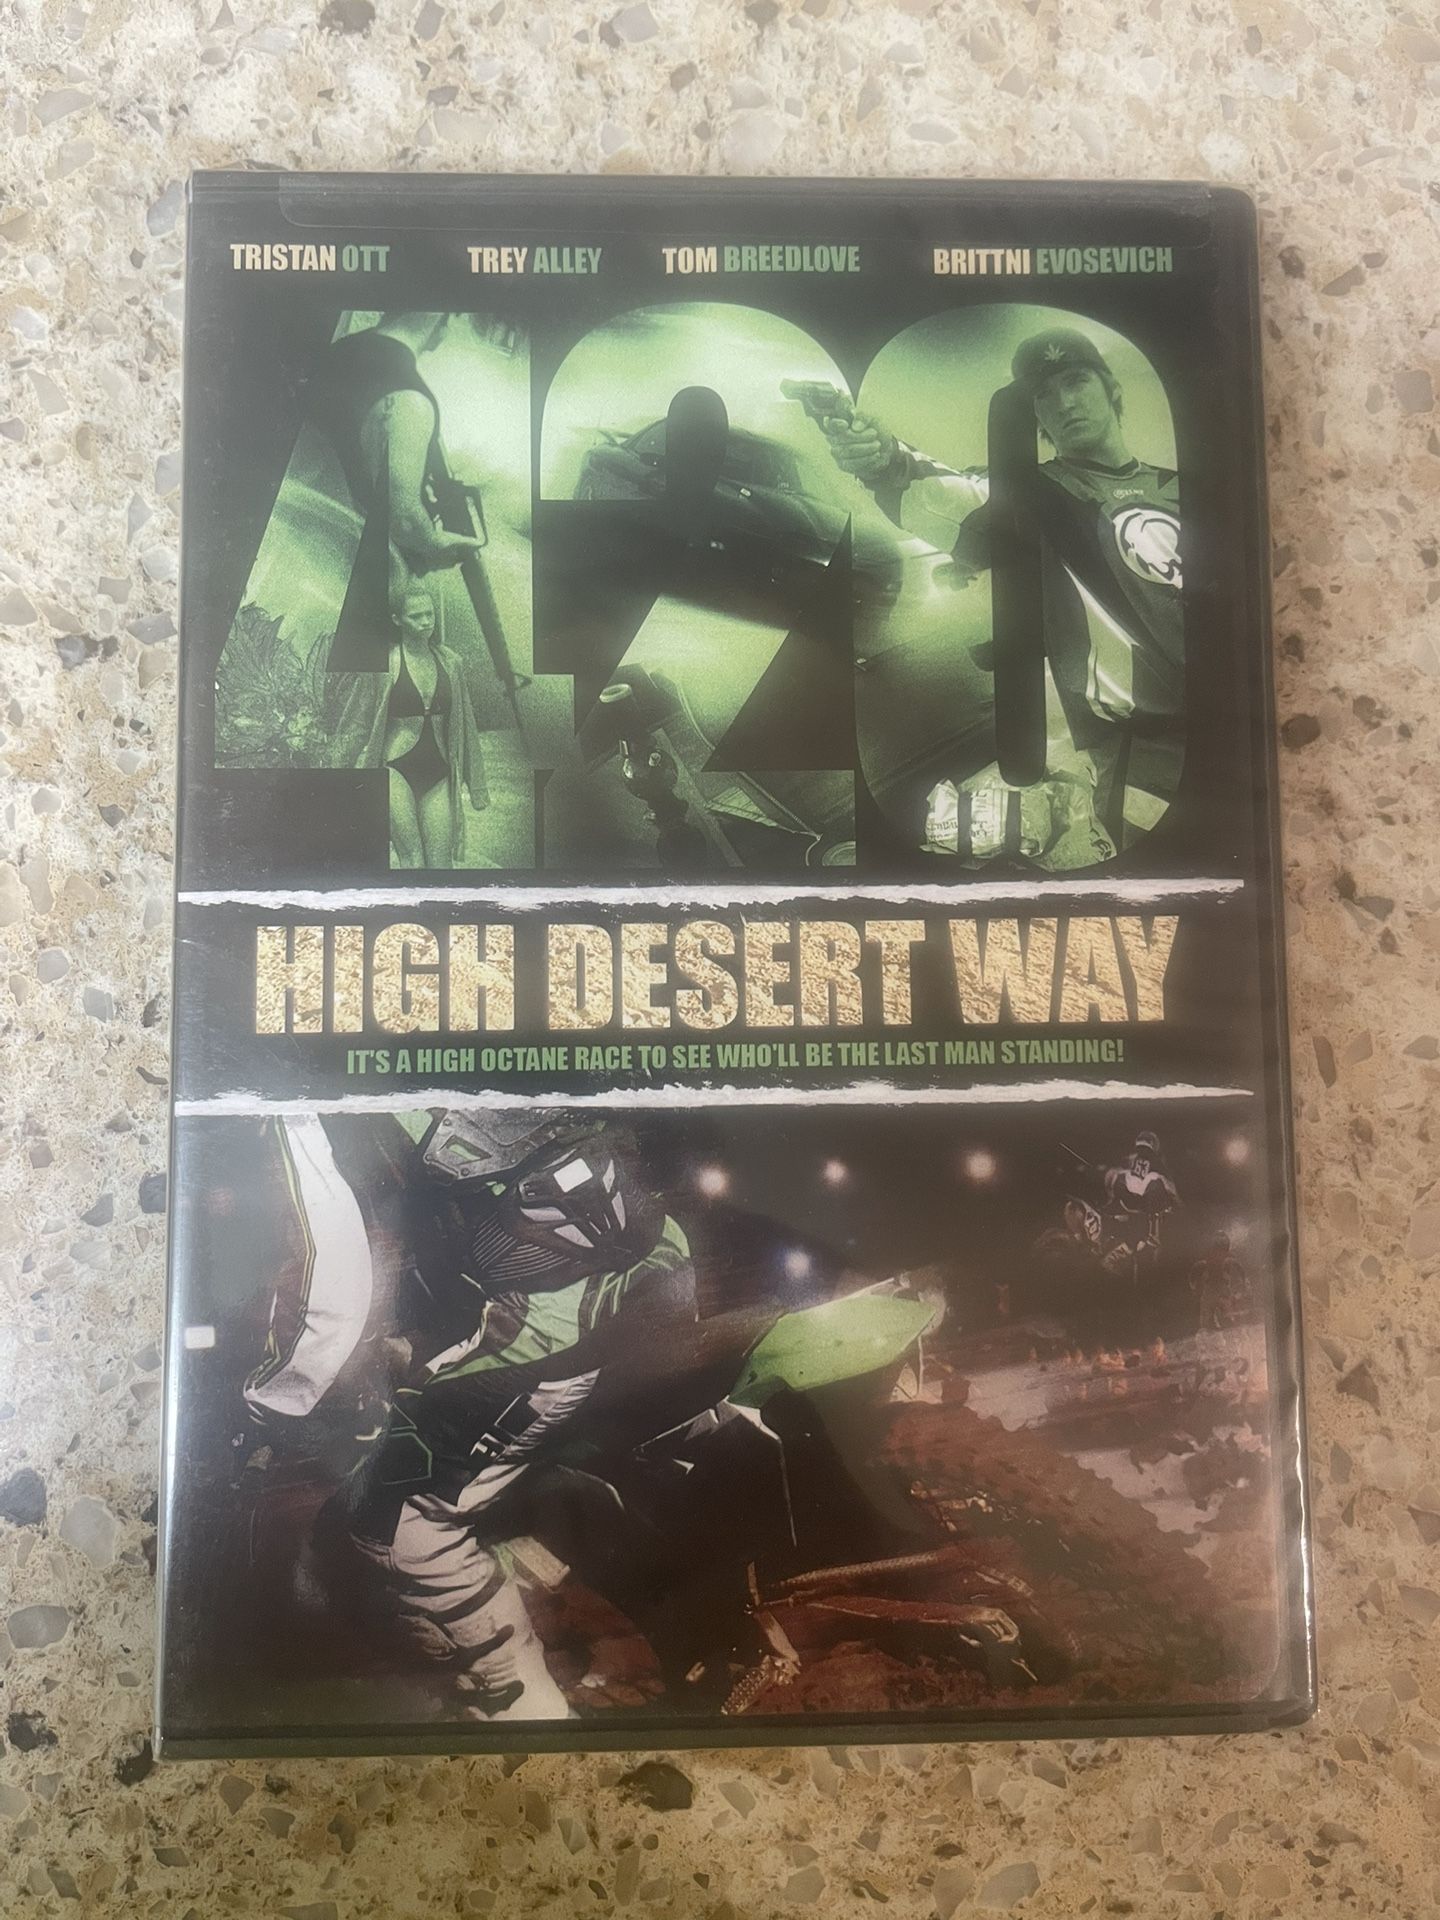 TRISTAN OTT TREY ALLEY TOM BREEDLOVE BRITTNI EVOSEVICH
420
HIGH DESERT WAY
IT'S A HIGH OCTANE RACE TO SEE WHO'LL BE THE LAST MAN STANDING!